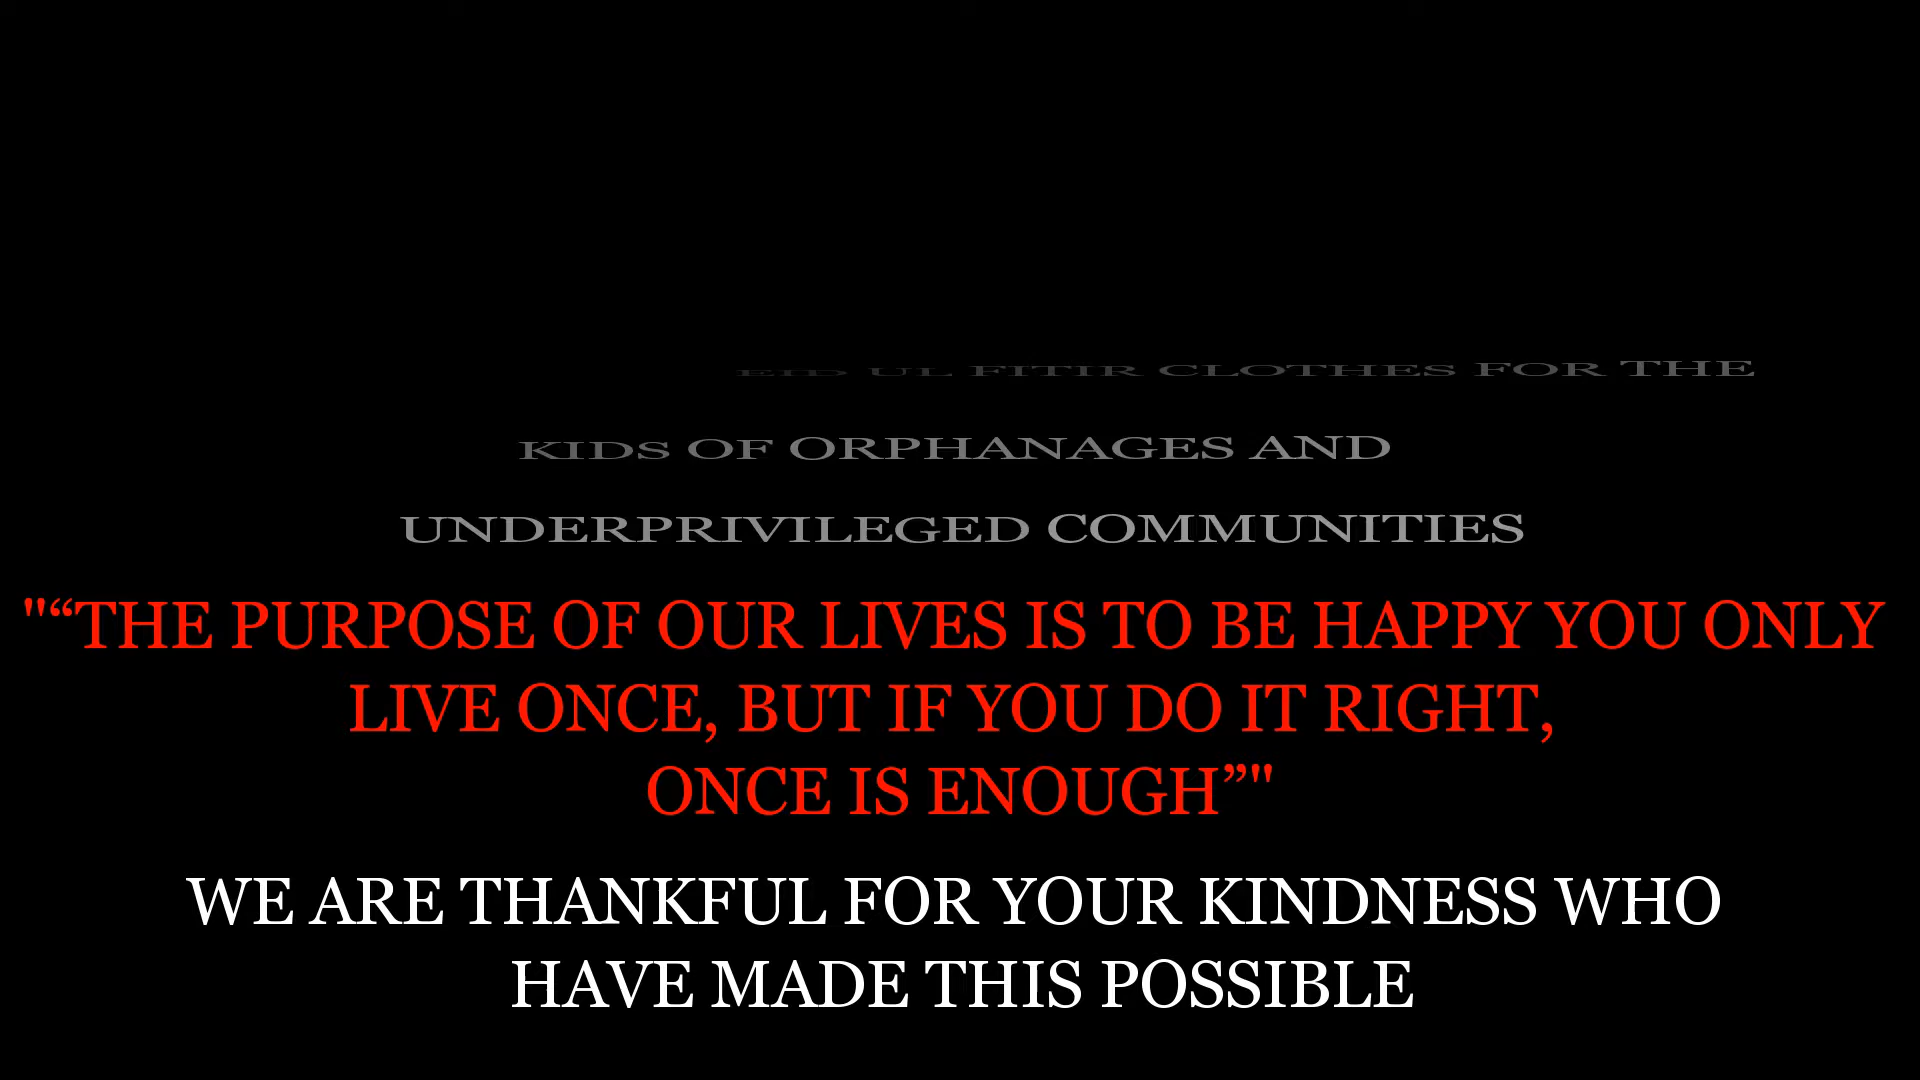 EID UL FITIR CLOTHES FOR THE
KIDS OF ORPHANAGES AND
UNDERPRIVILEGED COMMUNITIES
"“THE PURPOSE OF OUR LIVES IS TO BE HAPPY YOU ONLY
LIVE ONCE, BUT IF YOU DO IT RIGHT,
ONCE IS ENOUGH”"
WE ARE THANKFUL FOR YOUR KINDNESS WHO
HAVE MADE THIS POSSIBLE